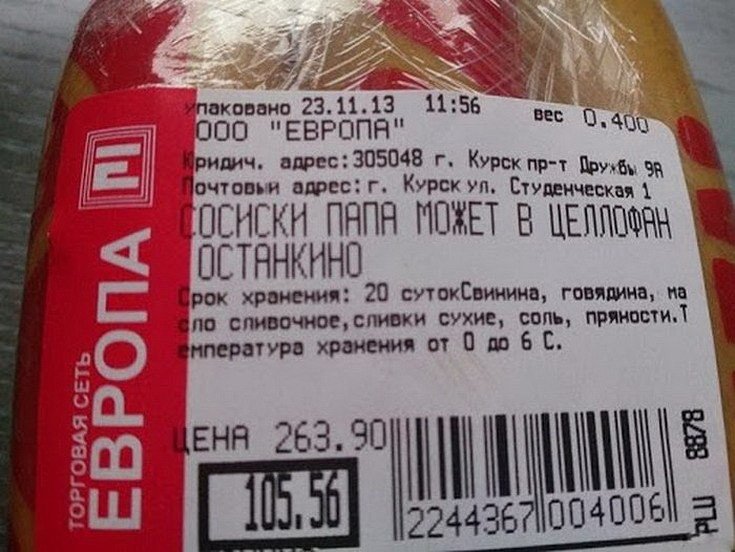 упаковано 23.11.13 11:56 вес 0.400
ООО "ЕВРОПА"
Юридич. адрес:305048 г. Курск пр-т Дружбы 9А
Почтовый адрес:г. Курск ул. Студенческая 1
СОСИСКИ ПАПА МОЖЕТ В ЦЕЛЛОФАН
ОСТАНКИНО
Срок хранения: 20 сутокСвинина, говядина, ма
сло сливочное,сливки сухие, соль, пряности.Т
емпература хранения от 0 до 6 С.
ЦЕНА 263.90
105.56
2244367 004006
PLU 8878
ТОРГОВАЯ СЕТЬ
ЕВРОПА